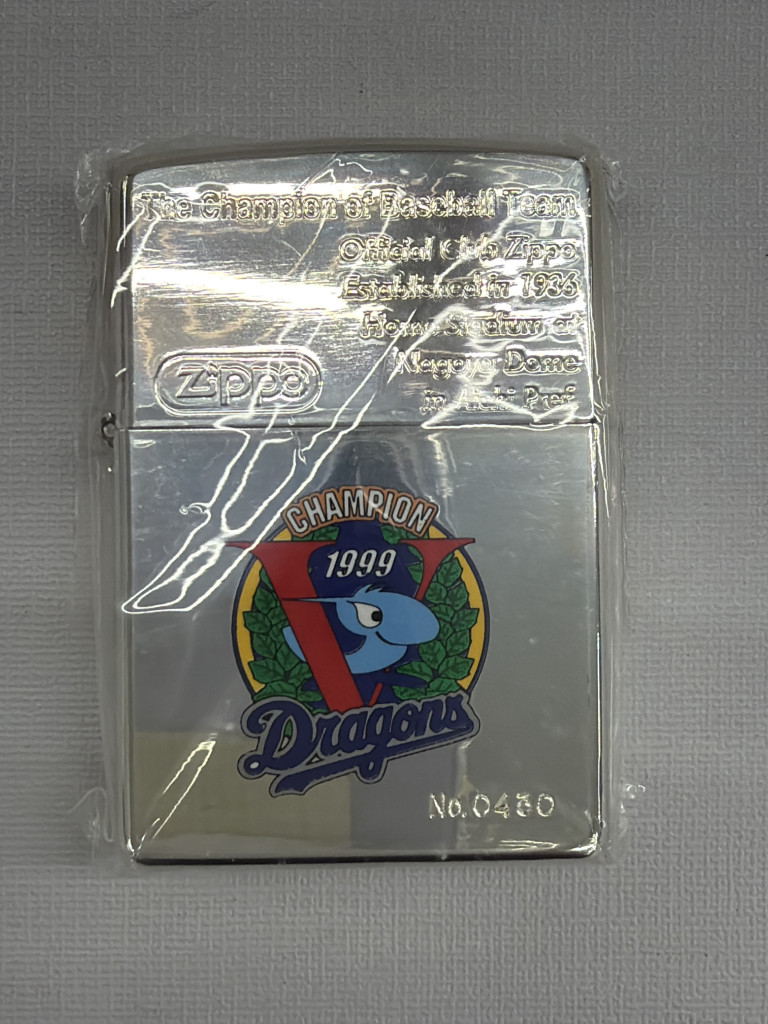 The Champion of Baseball Team
Official Club Zippo
Established in 1936
Home Stadium at
Nagoya Dome
in Aichi Pref
Zippo
CHAMPION
1999
Dragons
No.0430